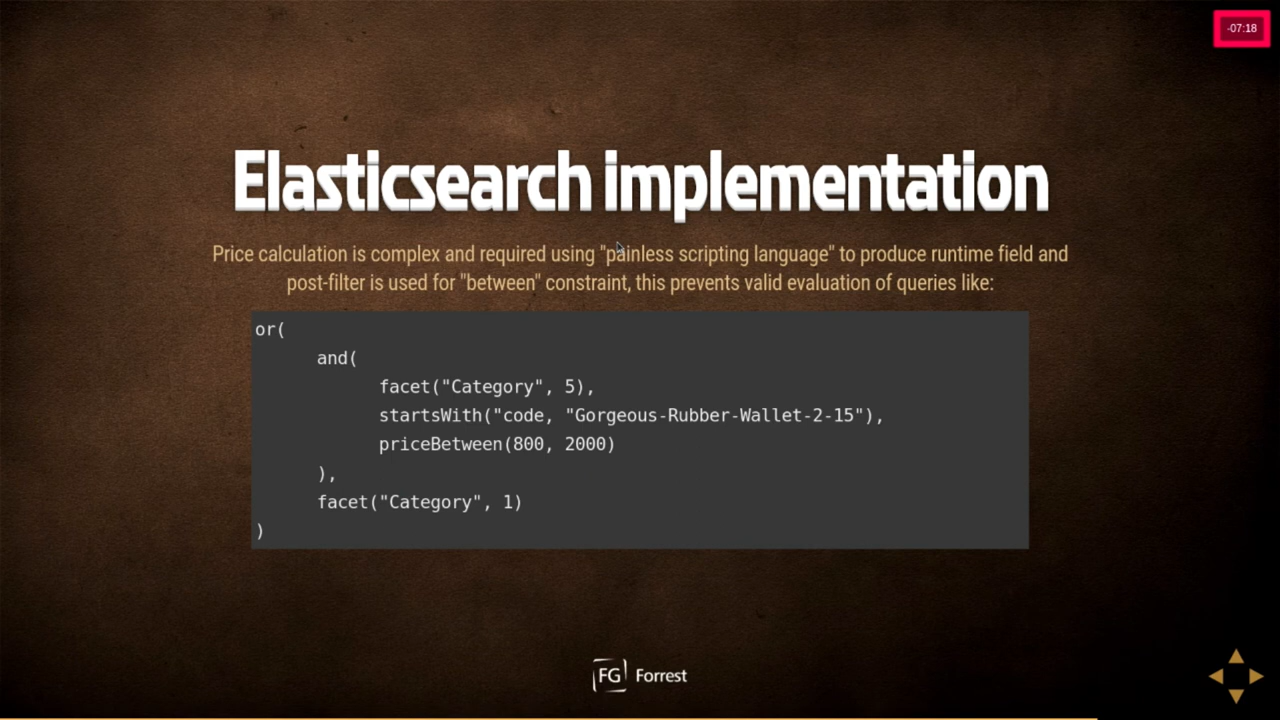 -07:18
Elasticsearch implementation
Price calculation is complex and required using "painless scripting language" to produce runtime field and
post-filter is used for "between" constraint, this prevents valid evaluation of queries like:
or(
and(
facet("Category", 5),
startsWith("code, "Gorgeous-Rubber-Wallet-2-15"),
priceBetween(800, 2000)
),
facet("Category", 1)
)
FG Forrest